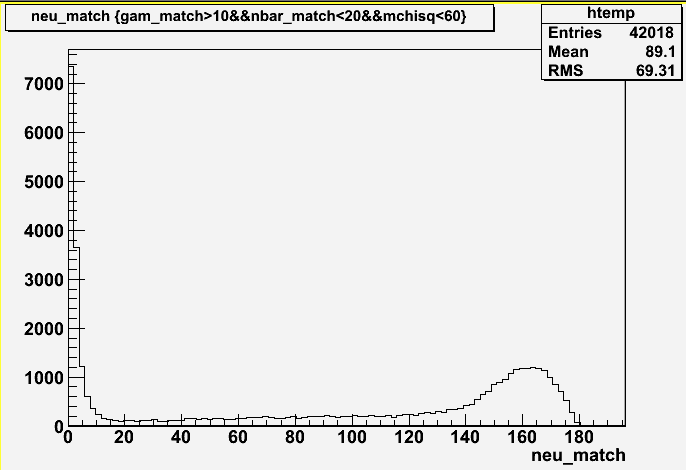 neu_match {gam_match>10&&nbar_match<20&&mchisq<60}
htemp
Entries 42018
Mean 89.1
RMS 69.31
7000
6000
5000
4000
3000
2000
1000
0
0 20 40 60 80 100 120 140 160 180
neu_match